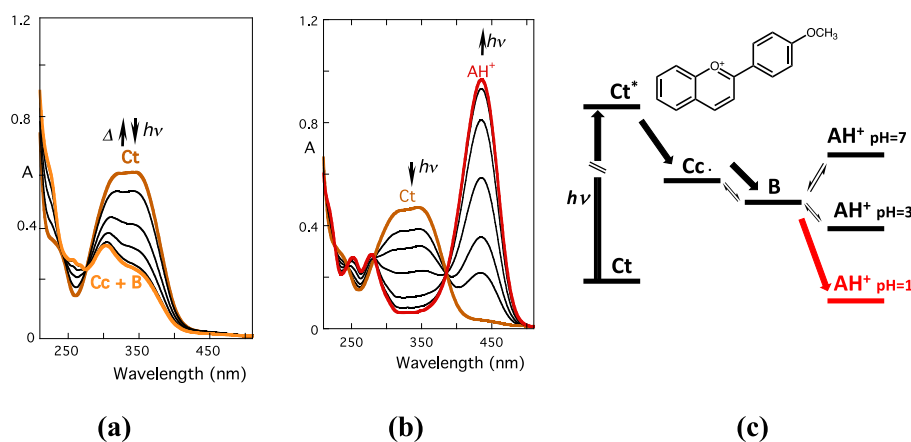 1.2
0.8
A
0.4
0
Δ
hν
Ct
Cc + B
250
350
450
Wavelength (nm)
(a)
1.2
0.8
A
0.4
0
hν
AH⁺
hν
Ct
250
350
450
Wavelength (nm)
(b)
OCH₃
O⁺
Ct*
Cc
B
hν
Ct
AH⁺ pH=7
AH⁺ pH=3
AH⁺ pH=1
(c)